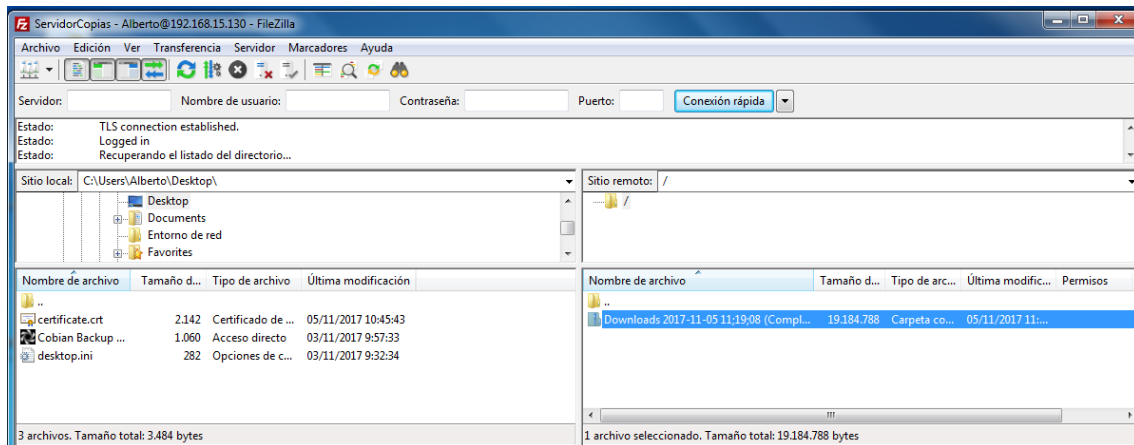 ServidorCopias - Alberto@192.168.15.130 - FileZilla
Archivo Edición Ver Transferencia Servidor Marcadores Ayuda
Servidor: Nombre de usuario: Contraseña: Puerto: Conexión rápida
Estado: TLS connection established.
Estado: Logged in
Estado: Recuperando el listado del directorio...
Sitio local: C:\Users\Alberto\Desktop\
Desktop
Documents
Entorno de red
Favorites
Nombre de archivo Tamaño d... Tipo de archivo Última modificación
..
certificate.crt 2.142 Certificado de ... 05/11/2017 10:45:43
Cobian Backup ... 1.060 Acceso directo 03/11/2017 9:57:33
desktop.ini 282 Opciones de c... 03/11/2017 9:32:34
3 archivos. Tamaño total: 3.484 bytes
Sitio remoto: /
/
Nombre de archivo Tamaño d... Tipo de arc... Última modific... Permisos
..
Downloads 2017-11-05 11;19;08 (Compl... 19.184.788 Carpeta co... 05/11/2017 11:...
1 archivo seleccionado. Tamaño total: 19.184.788 bytes